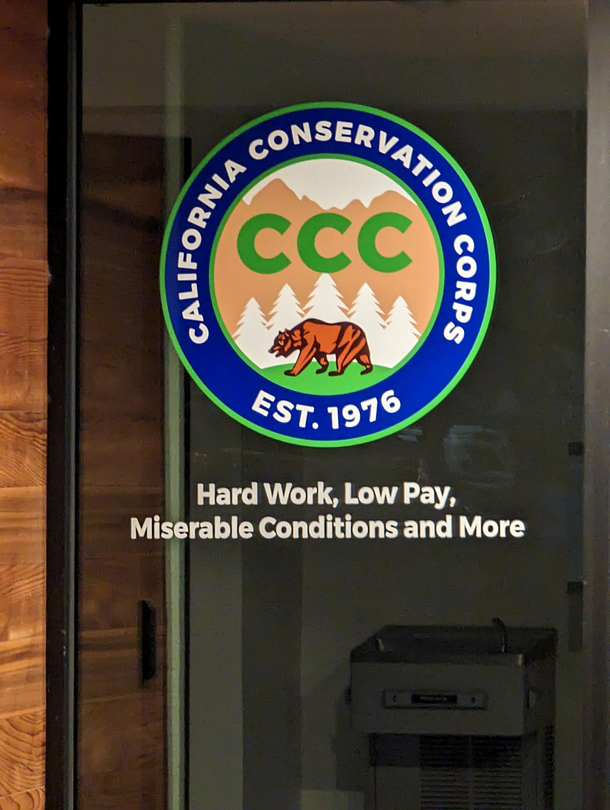 CALIFORNIA CONSERVATION CORPS
CCC
EST. 1976
Hard Work, Low Pay,
Miserable Conditions and More